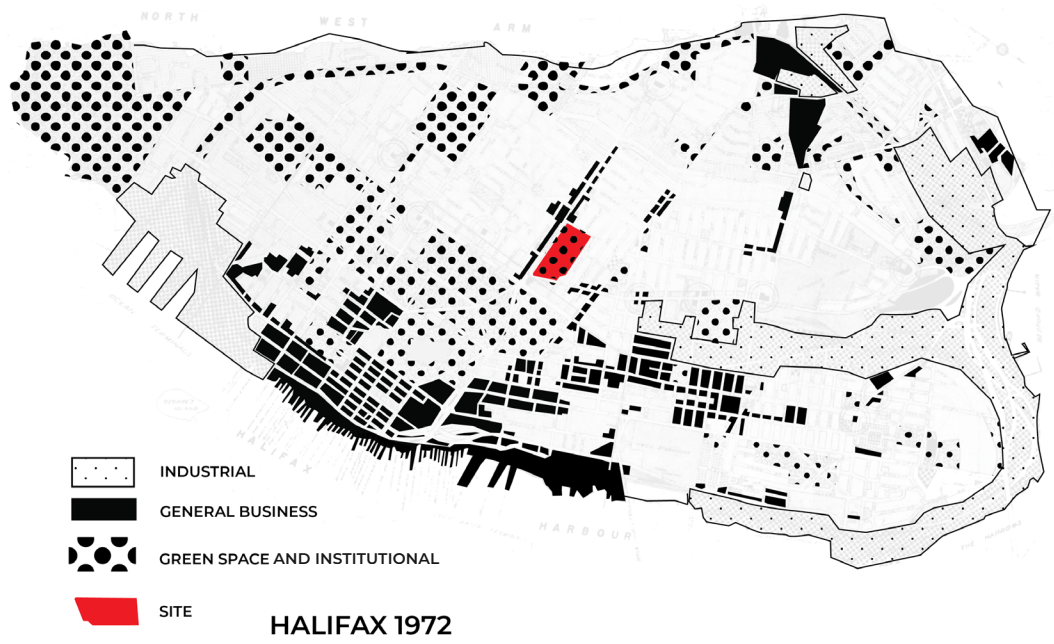 NORTH WEST ARM
HALIFAX
HARBOUR
INDUSTRIAL
GENERAL BUSINESS
GREEN SPACE AND INSTITUTIONAL
SITE
HALIFAX 1972